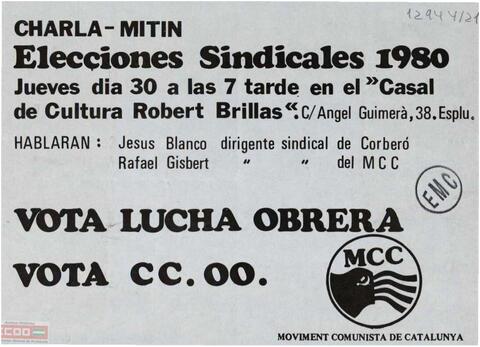 12944/21
CHARLA-MITIN
Elecciones Sindicales 1980
Jueves dia 30 a las 7 tarde en el "Casal
de Cultura Robert Brillas". C/Angel Guimerà, 38. Esplu.
HABLARAN: Jesus Blanco dirigente sindical de Corberó
Rafael Gisbert " " del MCC
EMC
VOTA LUCHA OBRERA
VOTA CC.OO.
MCC
CCOO
MOVIMENT COMUNISTA DE CATALUNYA